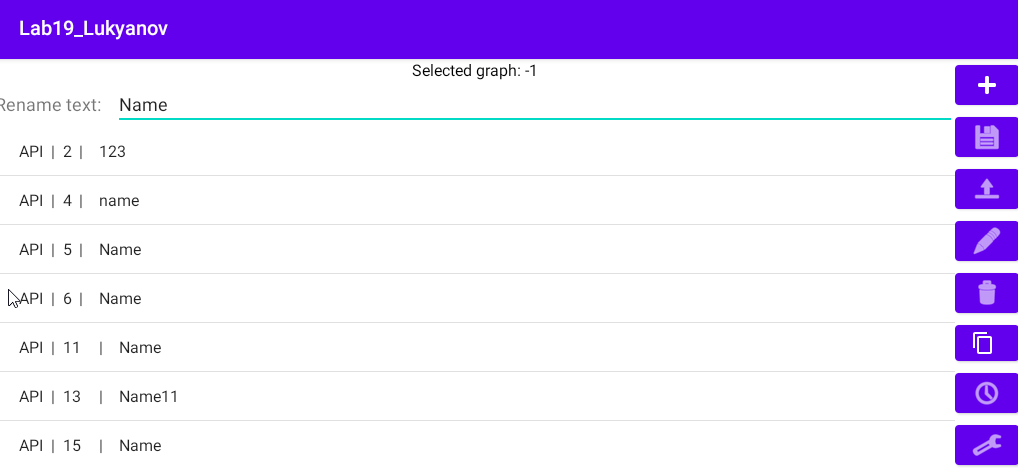 Lab19_Lukyanov
Selected graph: -1
Rename text: Name
API | 2 | 123
API | 4 | name
API | 5 | Name
API | 6 | Name
API | 11 | Name
API | 13 | Name11
API | 15 | Name